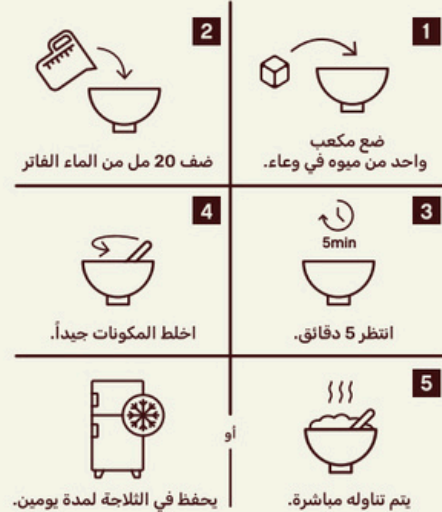 1
ضع مكعب
واحد من ميوه في وعاء.
2
ضف 20 مل من الماء الفاتر
3
5min
انتظر 5 دقائق.
4
اخلط المكونات جيداً.
5
يتم تناوله مباشرة.
أو
يحفظ في الثلاجة لمدة يومين.